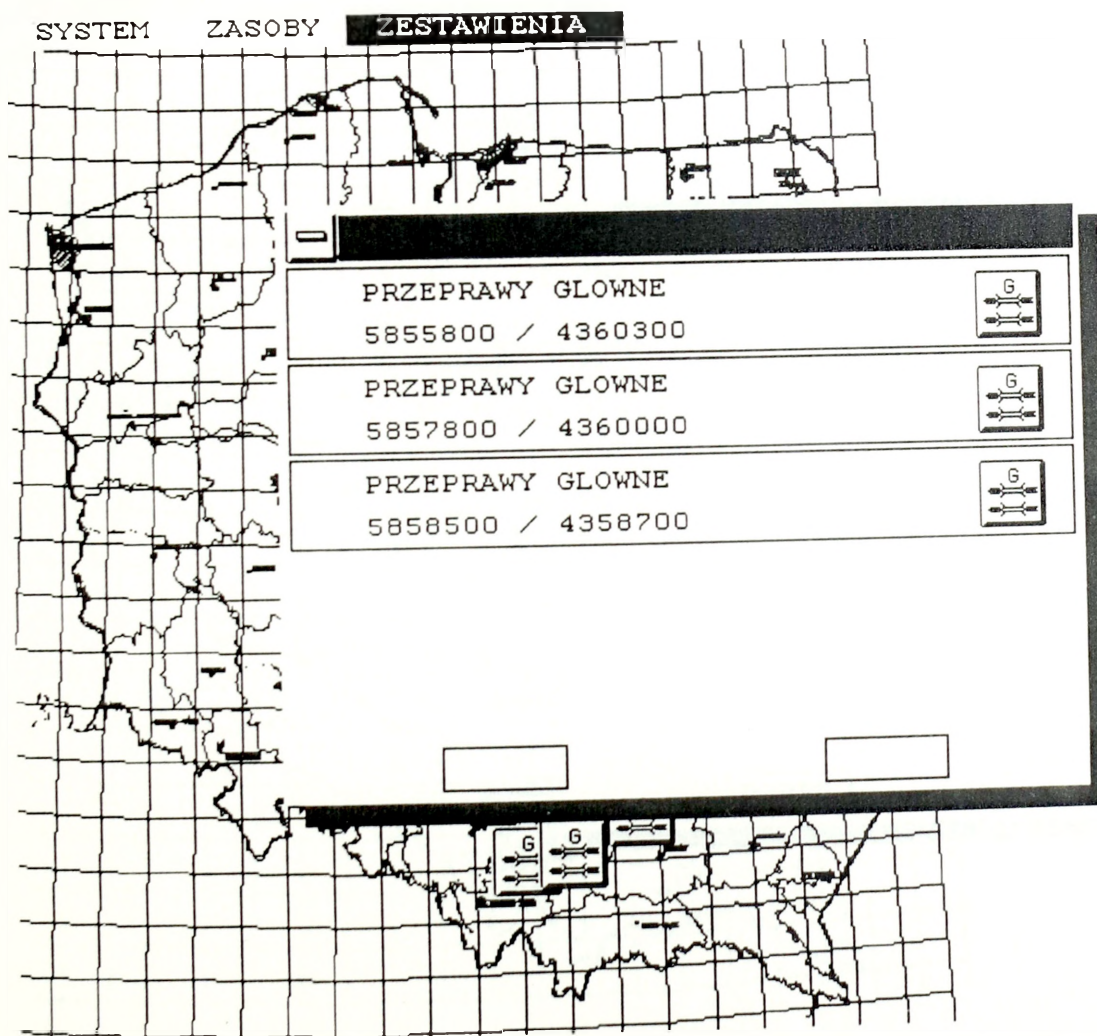 SYSTEM ZASOBY ZESTAWIENIA
PRZEPRAWY GLOWNE
5855800 / 4360300
G
PRZEPRAWY GLOWNE
5857800 / 4360000
G
PRZEPRAWY GLOWNE
5858500 / 4358700
G
G G